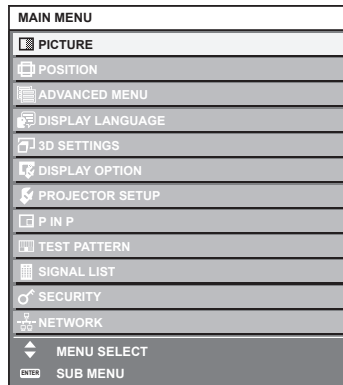 MAIN MENU
PICTURE
POSITION
ADVANCED MENU
DISPLAY LANGUAGE
3D SETTINGS
DISPLAY OPTION
PROJECTOR SETUP
P IN P
TEST PATTERN
SIGNAL LIST
SECURITY
NETWORK
MENU SELECT
ENTER SUB MENU